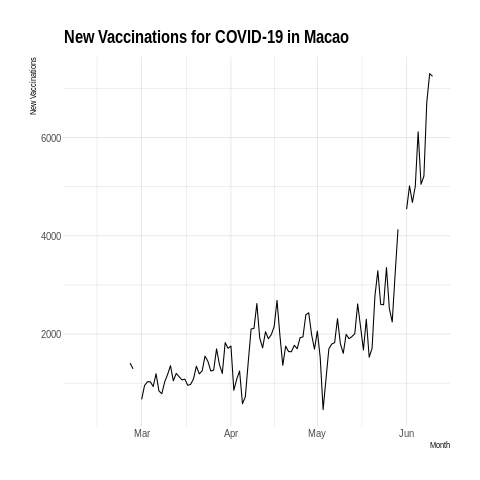 New Vaccinations for COVID-19 in Macao
New Vaccinations
6000
4000
2000
Mar Apr May Jun
Month